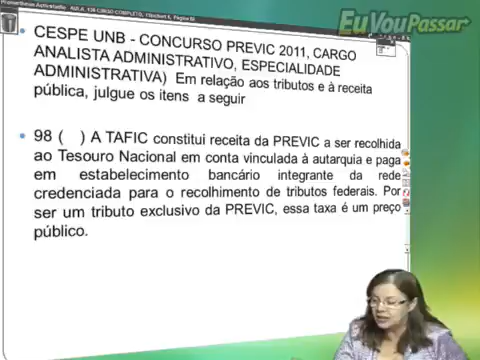 EuVouPassar
CESPE UNB - CONCURSO PREVIC 2011, CARGO
ANALISTA ADMINISTRATIVO, ESPECIALIDADE
ADMINISTRATIVA) Em relação aos tributos e à receita
pública, julgue os itens a seguir
98 ( ) A TAFIC constitui receita da PREVIC a ser recolhida
ao Tesouro Nacional em conta vinculada à autarquia e paga
em estabelecimento bancário integrante da rede
credenciada para o recolhimento de tributos federais. Por
ser um tributo exclusivo da PREVIC, essa taxa é um preço
público.